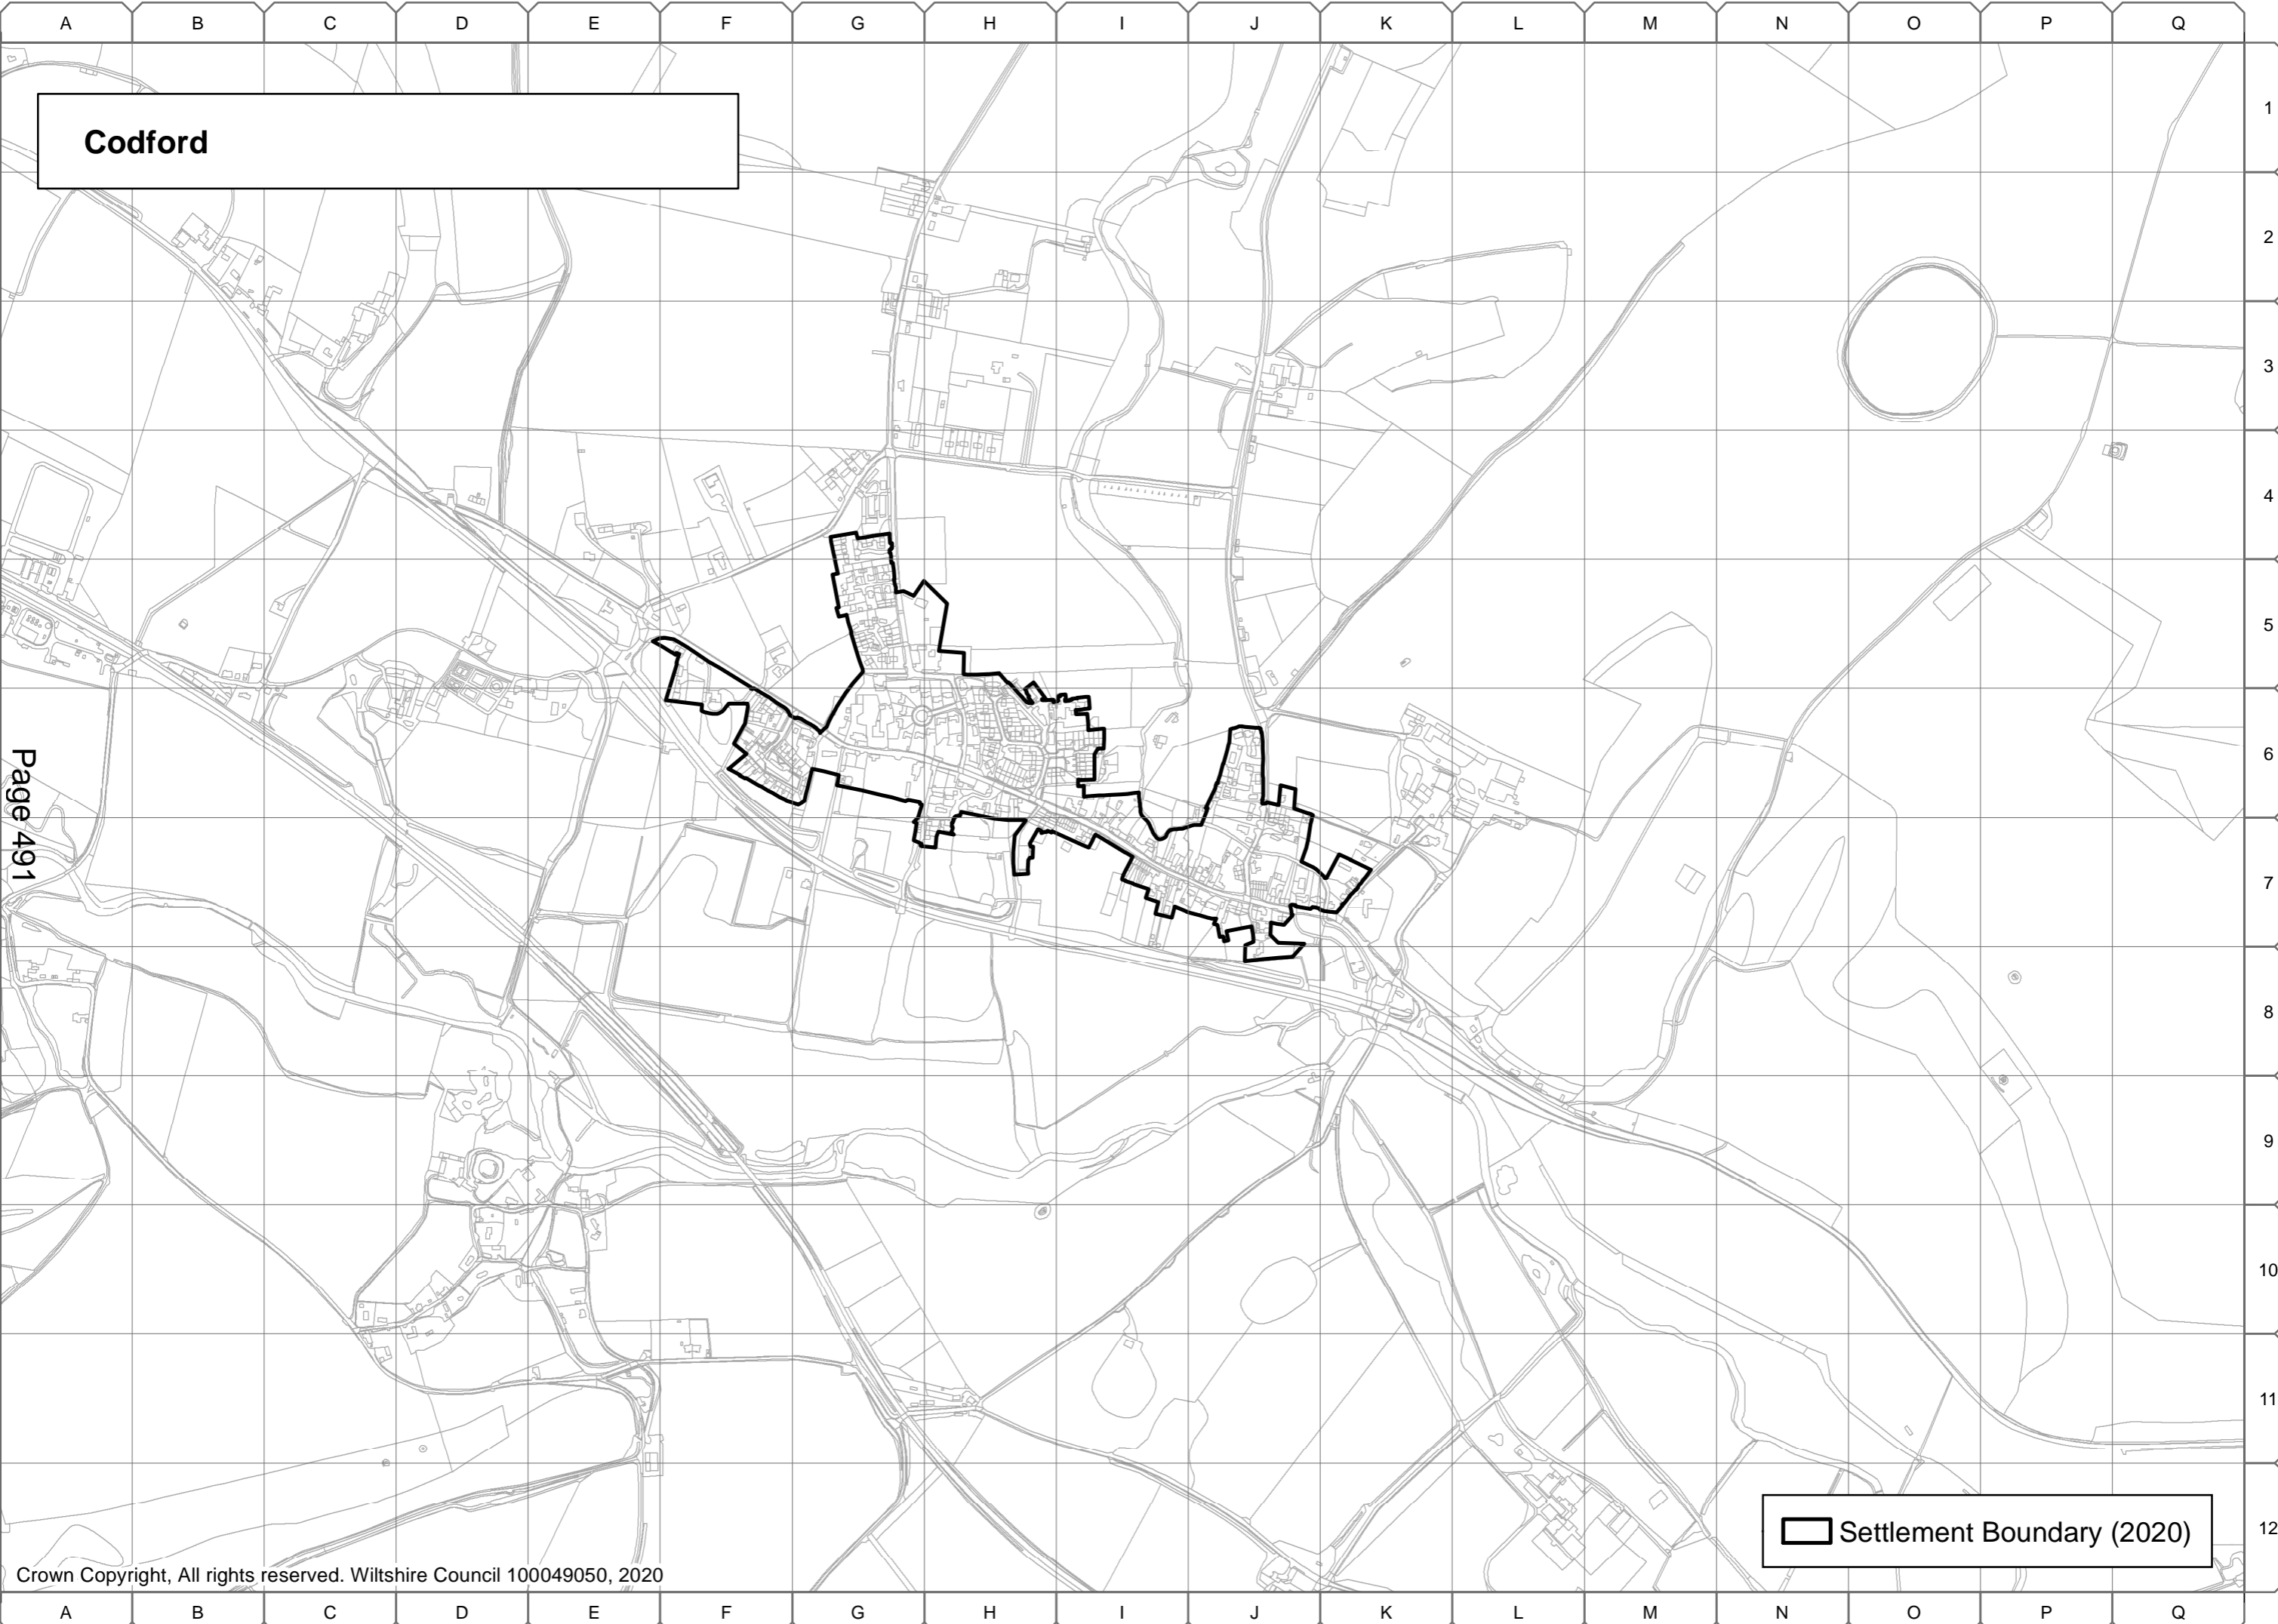 A B C D E F G H I J K L M N O P Q
Codford
1
2
3
4
5
6
7
8
9
10
11
12
Page 491
Settlement Boundary (2020)
Crown Copyright, All rights reserved. Wiltshire Council 100049050, 2020
A B C D E F G H I J K L M N O P Q